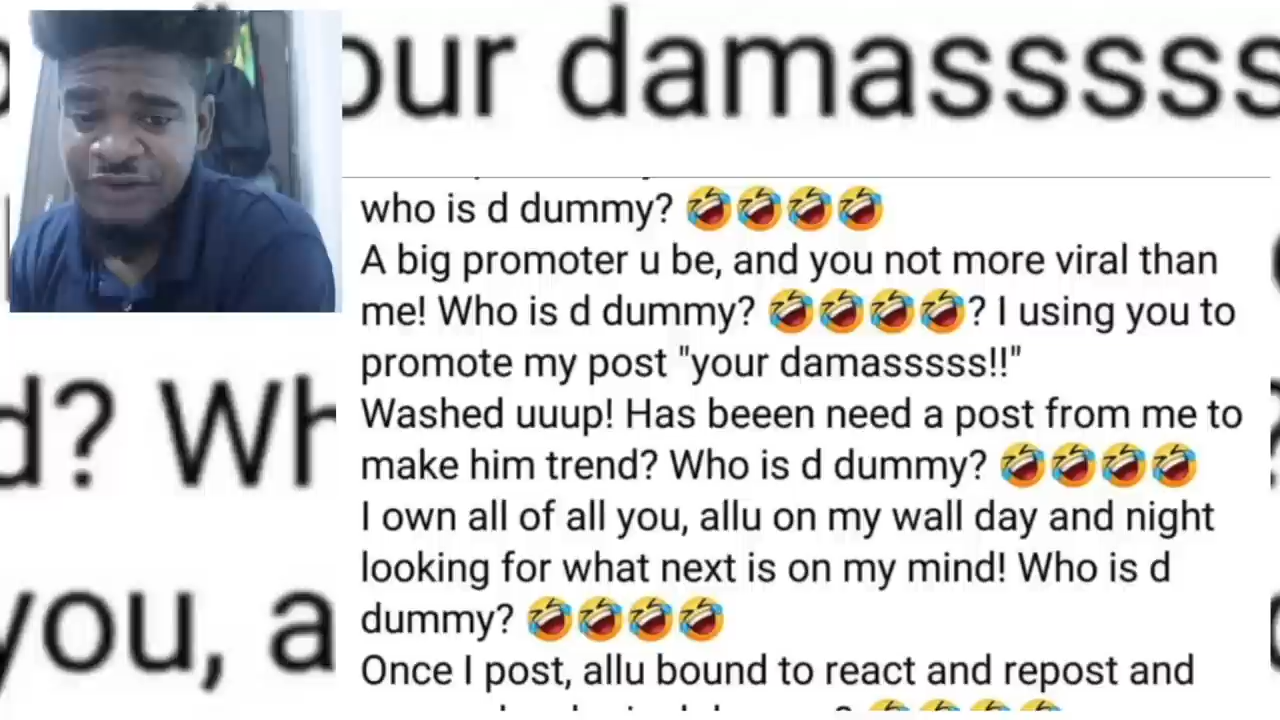 our damasssss
who is d dummy? 🤣🤣🤣🤣
A big promoter u be, and you not more viral than
me! Who is d dummy? 🤣🤣🤣🤣? I using you to
promote my post "your damasssss!!"
Washed uuup! Has beeen need a post from me to
make him trend? Who is d dummy? 🤣🤣🤣🤣
I own all of all you, allu on my wall day and night
looking for what next is on my mind! Who is d
dummy? 🤣🤣🤣🤣
Once I post, allu bound to react and repost and
d? Wh
you, a